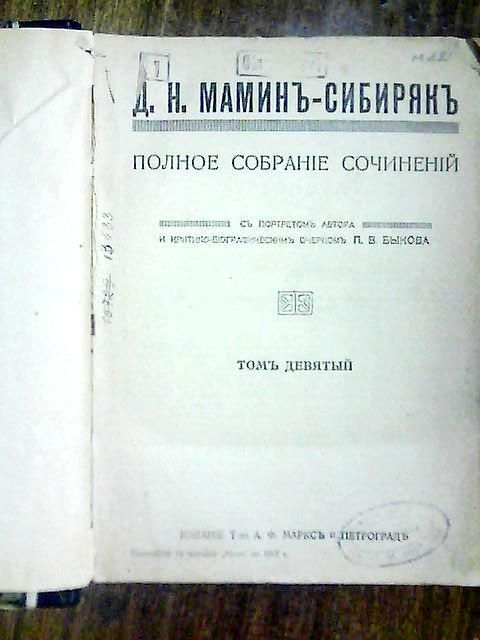 Д. Н. МАМИНЪ-СИБИРЯКЪ
ПОЛНОЕ СОБРАНІЕ СОЧИНЕНІЙ
СЪ ПОРТРЕТОМЪ АВТОРА
И КРИТИКО-БІОГРАФИЧЕСКИМЪ ОЧЕРКОМЪ П. В. БЫКОВА
ТОМЪ ДЕВЯТЫЙ
ИЗДАНІЕ Т-ва А. Ф. МАРКСЪ ПЕТРОГРАДЪ